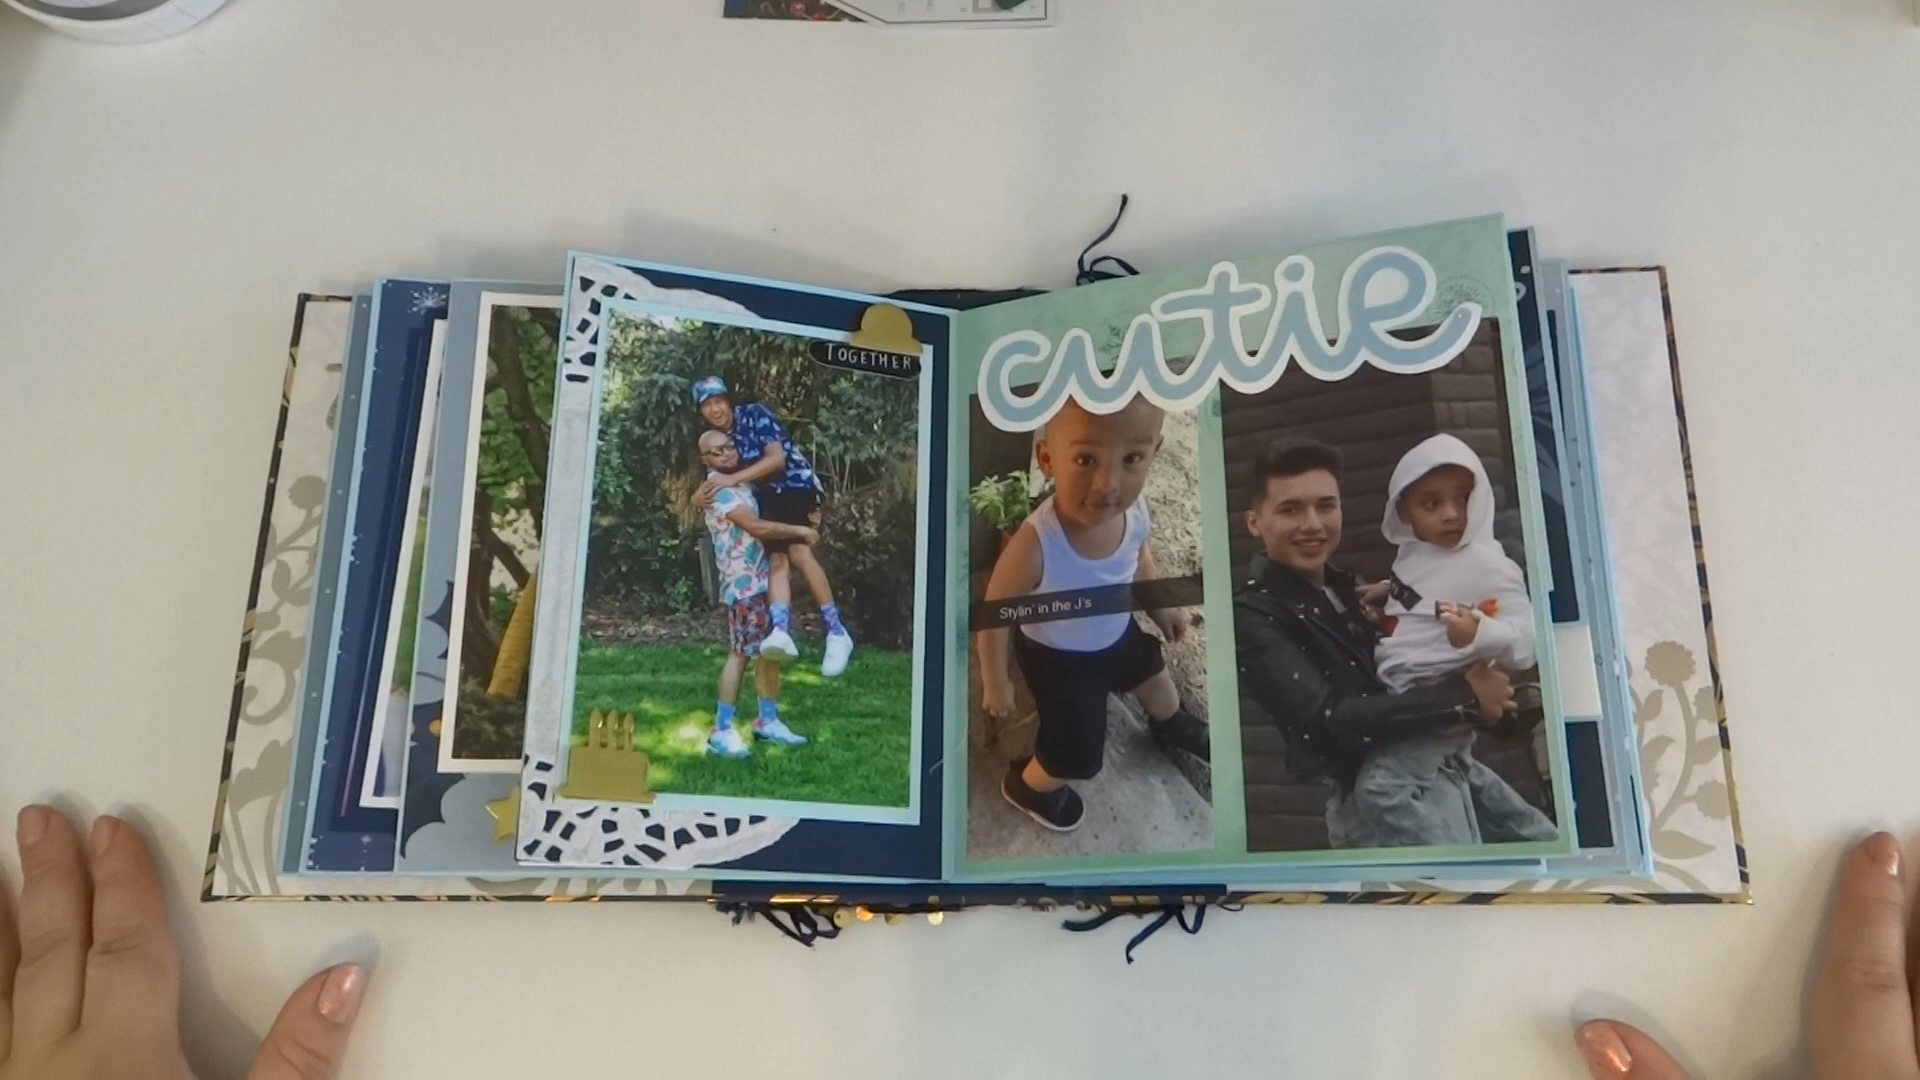 TOGETHER
cutie
Stylin' in the J's